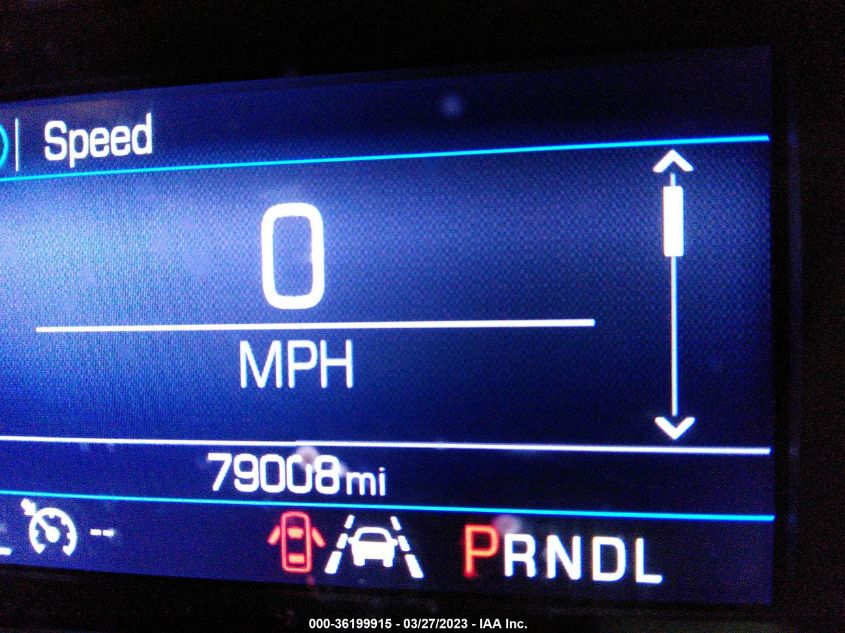 Speed
0
MPH
79008mi
--
PRNDL
000-36199915 - 03/27/2023 - IAA Inc.